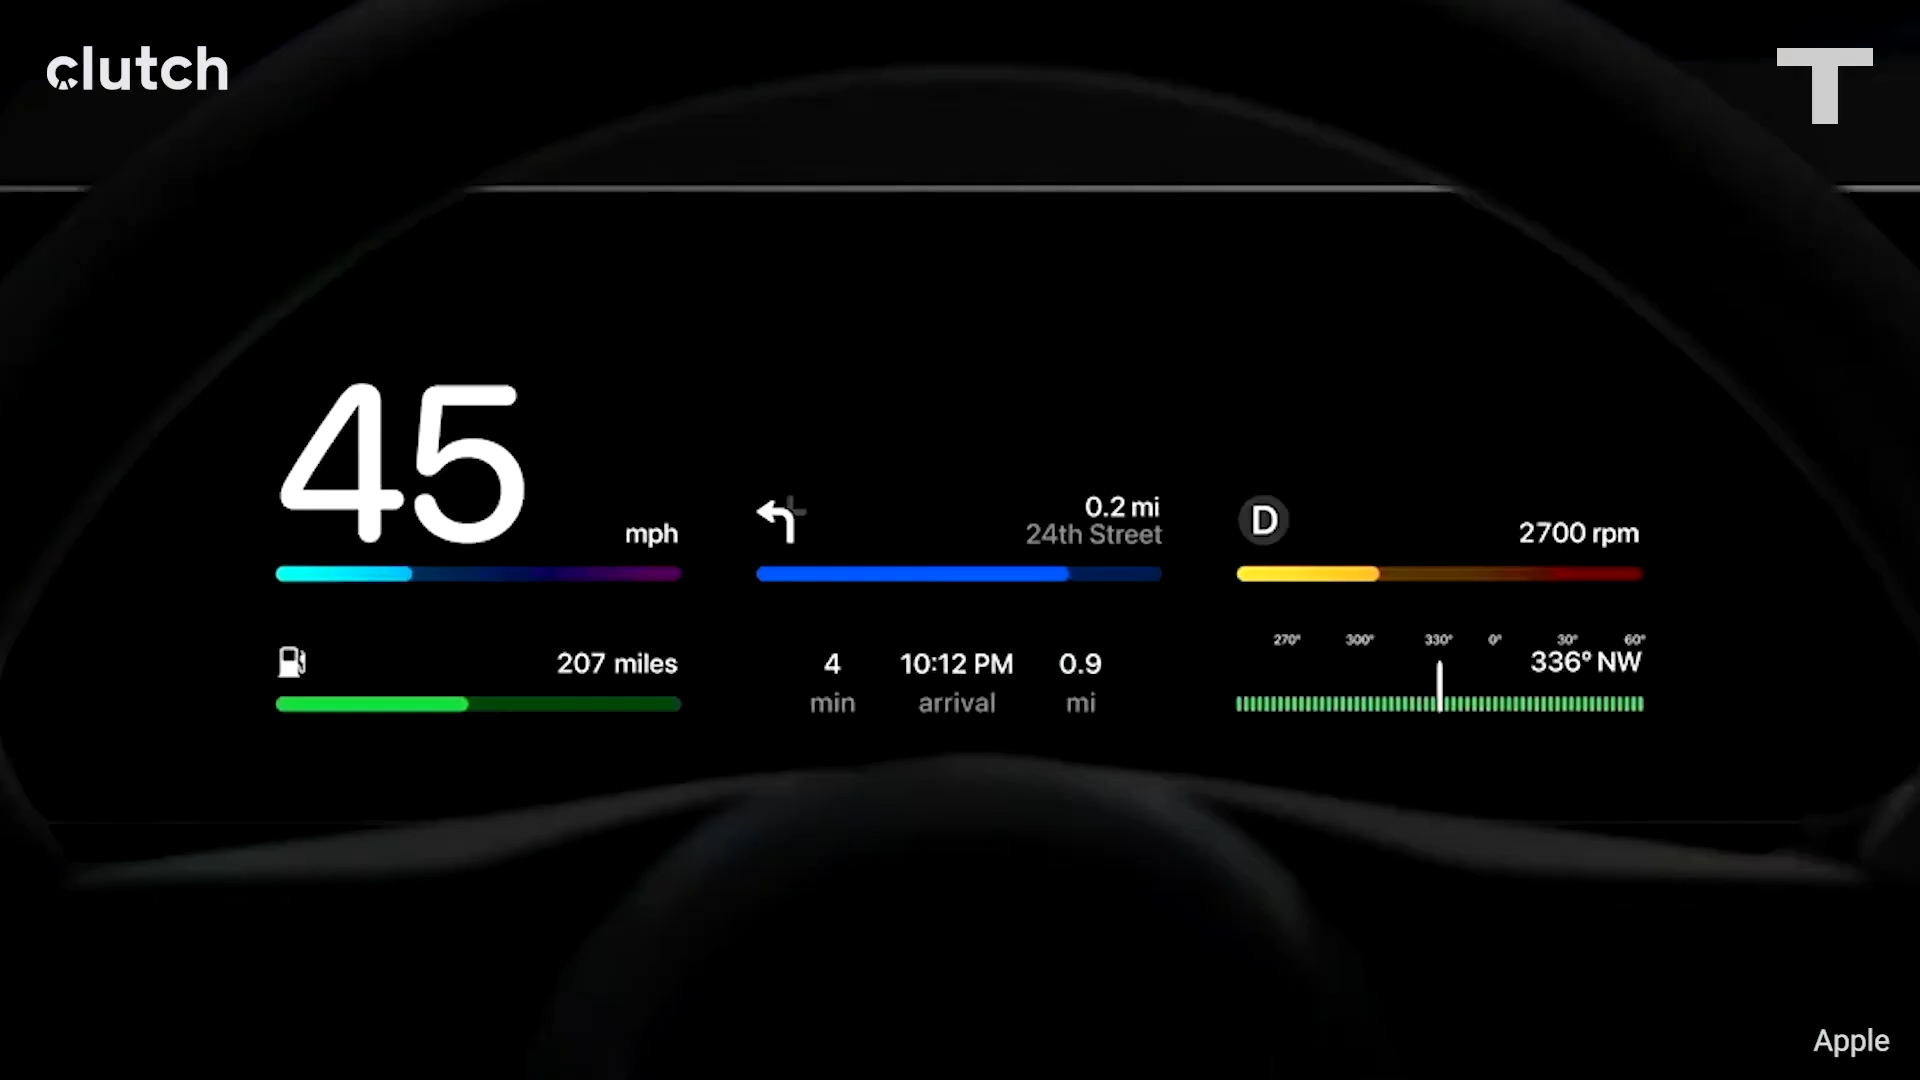 clutch
T
45
mph
0.2 mi
24th Street
D
2700 rpm
207 miles
4
min
10:12 PM
arrival
0.9
mi
270° 300° 330° 0° 30° 60°
336° NW
Apple